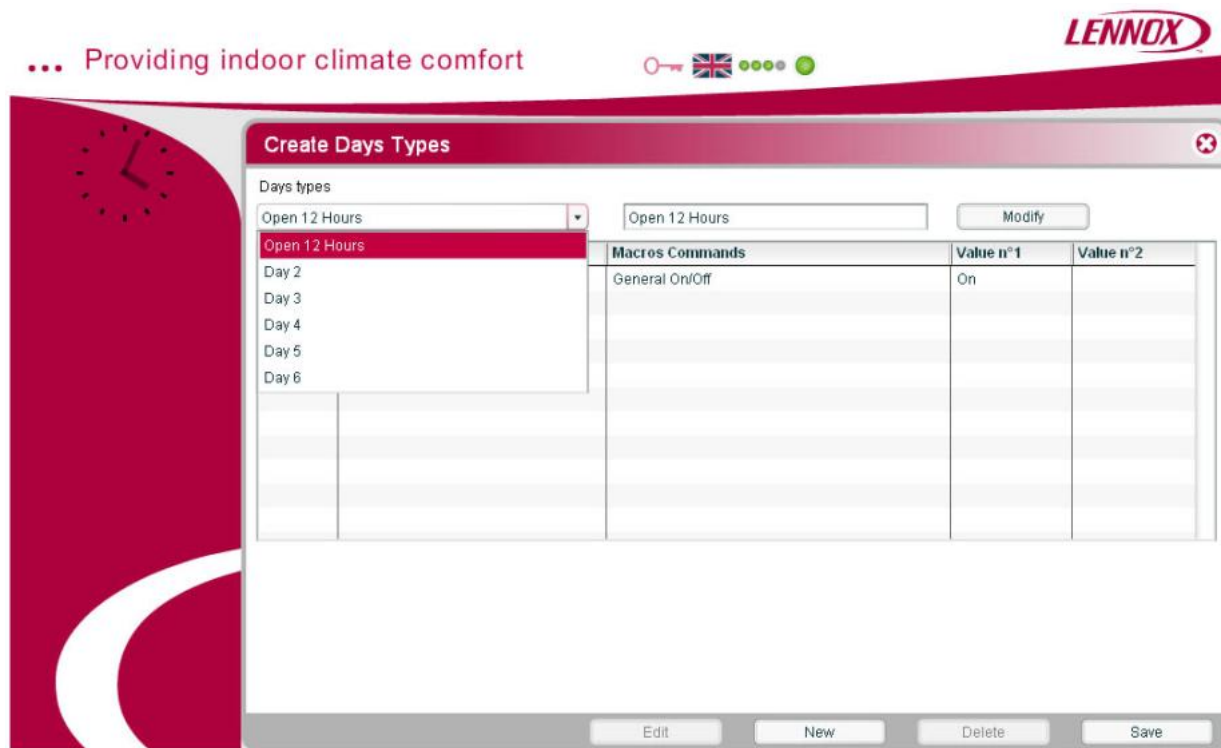 LENNOX
... Providing indoor climate comfort
Create Days Types
Days types
Open 12 Hours
Open 12 Hours
Modify
Open 12 Hours
Day 2
Day 3
Day 4
Day 5
Day 6
Macros Commands Value n°1 Value n°2
General On/Off On
Edit New Delete Save